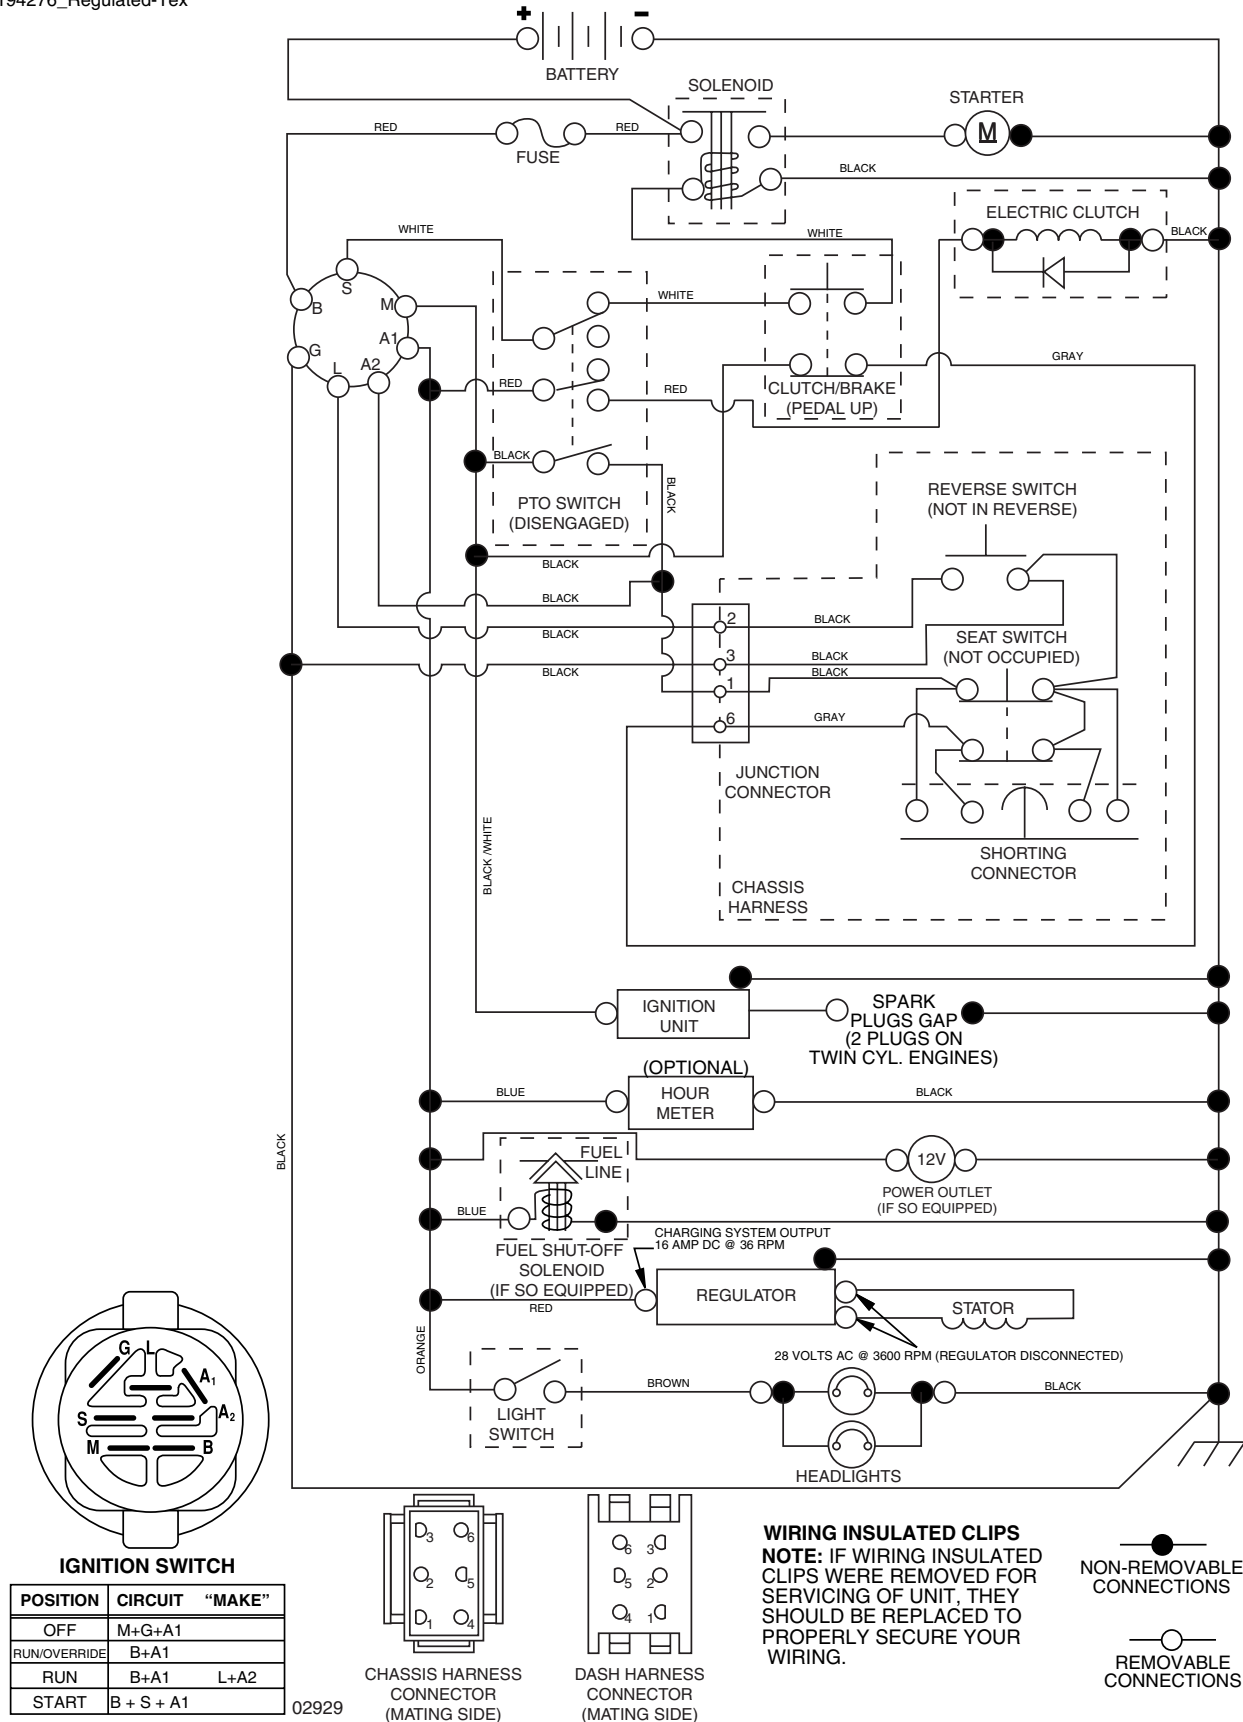 194276_Regulated-Tex
+ -
BATTERY
SOLENOID
STARTER
M
RED
FUSE
RED
BLACK
WHITE
WHITE
ELECTRIC CLUTCH
BLACK
S
B
M
G
A1
L
A2
WHITE
RED
RED
BLACK
BLACK
PTO SWITCH
(DISENGAGED)
CLUTCH/BRAKE
(PEDAL UP)
GRAY
REVERSE SWITCH
(NOT IN REVERSE)
BLACK
BLACK
BLACK
BLACK
2
3
1
6
BLACK
BLACK
BLACK
GRAY
SEAT SWITCH
(NOT OCCUPIED)
JUNCTION
CONNECTOR
SHORTING
CONNECTOR
CHASSIS
HARNESS
BLACK /WHITE
BLACK
IGNITION
UNIT
SPARK
PLUGS GAP
(2 PLUGS ON
TWIN CYL. ENGINES)
(OPTIONAL)
BLUE
HOUR
METER
BLACK
FUEL
LINE
12V
POWER OUTLET
(IF SO EQUIPPED)
BLUE
FUEL SHUT-OFF
SOLENOID
(IF SO EQUIPPED)
CHARGING SYSTEM OUTPUT
16 AMP DC @ 36 RPM
RED
REGULATOR
STATOR
28 VOLTS AC @ 3600 RPM (REGULATOR DISCONNECTED)
ORANGE
LIGHT
SWITCH
BROWN
BLACK
HEADLIGHTS
G L
A1
S
A2
M
B
IGNITION SWITCH
POSITION CIRCUIT “MAKE”
OFF M+G+A1
RUN/OVERRIDE B+A1
RUN B+A1 L+A2
START B + S + A1
02929
3 6
2 5
1 4
CHASSIS HARNESS
CONNECTOR
(MATING SIDE)
6 3
5 2
4 1
DASH HARNESS
CONNECTOR
(MATING SIDE)
WIRING INSULATED CLIPS
NOTE: IF WIRING INSULATED
CLIPS WERE REMOVED FOR
SERVICING OF UNIT, THEY
SHOULD BE REPLACED TO
PROPERLY SECURE YOUR
WIRING.
NON-REMOVABLE
CONNECTIONS
REMOVABLE
CONNECTIONS